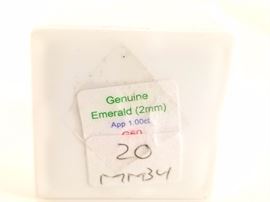 Genuine
Emerald (2mm)
App 1.00ct
20
MMB4